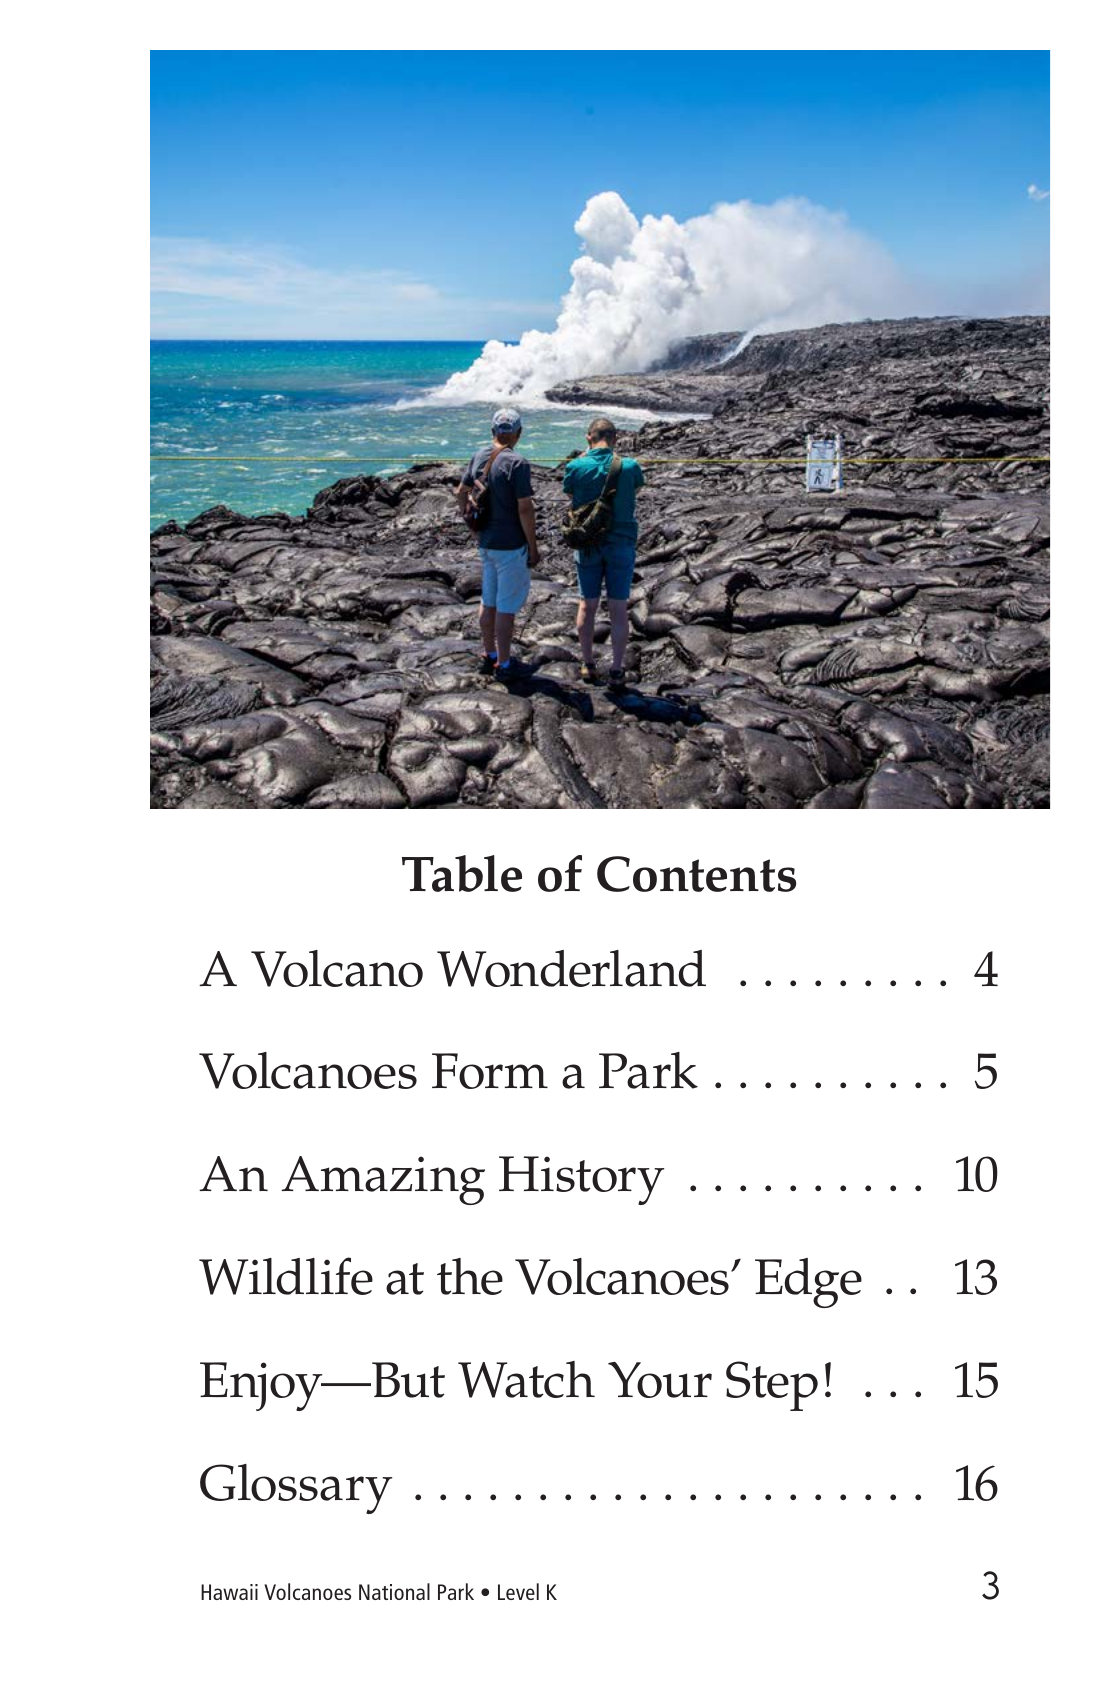 Table of Contents
A Volcano Wonderland . . . . . . . . . 4
Volcanoes Form a Park . . . . . . . . . . 5
An Amazing History . . . . . . . . . . 10
Wildlife at the Volcanoes’ Edge . . 13
Enjoy—But Watch Your Step! . . . 15
Glossary . . . . . . . . . . . . . . . . . . . . . 16
Hawaii Volcanoes National Park • Level K 3